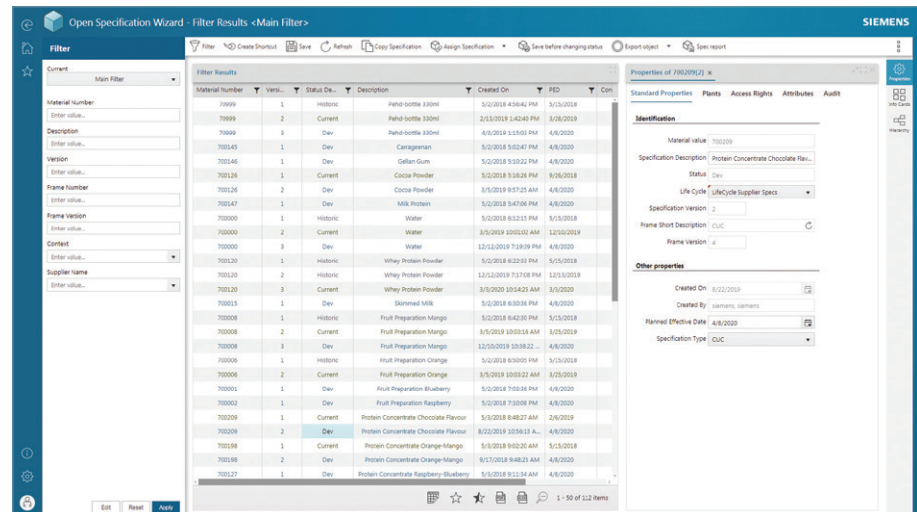 Open Specification Wizard - Filter Results <Main Filter>
SIEMENS
Filter
Current
Main Filter
Material Number
Enter value...
Description
Enter value...
Version
Enter value...
Frame Number
Enter value...
Frame Version
Enter value...
Context
Enter value...
Supplier Name
Enter value...
Edit Reset Apply
Filter Create Shortcut Save Refresh Copy Specification Assign Specification Save before changing status Export object Spec report
Filter Results
Material Number Versi... Status De... Description Created On PED Con
70999 1 Historic Pehd-bottle 330ml 5/2/2018 4:56:42 PM 5/15/2018
70999 2 Current Pehd-bottle 330ml 2/13/2019 1:42:40 PM 3/28/2019
70999 3 Dev Pehd-bottle 330ml 4/9/2020
700145 1 Dev Carrageenan 5/2/2018 5:02:47 PM 4/8/2020
700146 1 Dev Gellan Gum 5/2/2018 5:10:22 PM 4/8/2020
700126 1 Current Cocoa Powder 5/2/2018 5:16:26 PM 9/26/2018
700126 2 Dev Cocoa Powder 3/5/2019 9:57:25 AM 4/8/2020
700147 1 Dev Milk Protein 5/2/2018 5:47:06 PM 4/8/2020
700000 1 Historic Water 5/2/2018 6:12:15 PM 5/15/2018
700000 2 Current Water 3/5/2019 10:01:02 AM 12/10/2019
700000 3 Dev Water 12/12/2019 7:19:39 PM 4/8/2020
700120 1 Historic Whey Protein Powder 5/2/2018 6:22:32 PM 5/15/2018
700120 2 Historic Whey Protein Powder 12/12/2019 7:17:08 PM 12/13/2019
700120 3 Current Whey Protein Powder 3/3/2020 10:14:25 AM 3/3/2020
700015 1 Dev Skimmed Milk 5/2/2018 6:30:36 PM 4/8/2020
700008 1 Historic Fruit Preparation Mango 5/2/2018 6:42:30 PM 5/15/2018
700008 2 Current Fruit Preparation Mango 3/5/2019 10:03:16 AM 3/25/2019
700008 3 Dev Fruit Preparation Mango 12/10/2019 10:38:22 ... 4/8/2020
700006 1 Historic Fruit Preparation Orange 5/2/2018 6:50:05 PM 5/15/2018
700006 2 Current Fruit Preparation Orange 3/5/2019 10:03:22 AM 3/25/2019
700001 1 Dev Fruit Preparation Blueberry 5/2/2018 7:03:36 PM 4/8/2020
700002 1 Dev Fruit Preparation Raspberry 5/2/2018 7:10:06 PM 4/8/2020
700209 1 Current Protein Concentrate Chocolate Flavour 5/3/2018 8:48:27 AM 2/6/2019
700209 2 Dev Protein Concentrate Chocolate Flavour 8/22/2019 10:56:13 A... 4/8/2020
700198 1 Current Protein Concentrate Orange-Mango 5/3/2018 9:02:20 AM 5/15/2018
700198 2 Dev Protein Concentrate Orange-Mango 9/17/2018 9:48:21 AM 4/8/2020
700127 1 Dev Protein Concentrate Raspberry-Blueberry 5/3/2018 9:11:34 AM 4/8/2020
1 - 50 of 112 items
Properties of 700209[2] x
Standard Properties Plants Access Rights Attributes Audit
Identification
Material value 700209
Specification Description Protein Concentrate Chocolate Flav...
Status Dev
Life Cycle LifeCycle Supplier Specs
Specification Version 2
Frame Short Description CUC
Frame Version 4
Other properties
Created On 8/22/2019
Created By siemens, siemens
Planned Effective Date 4/8/2020
Specification Type CUC
Properties
Info Cards
Hierarchy